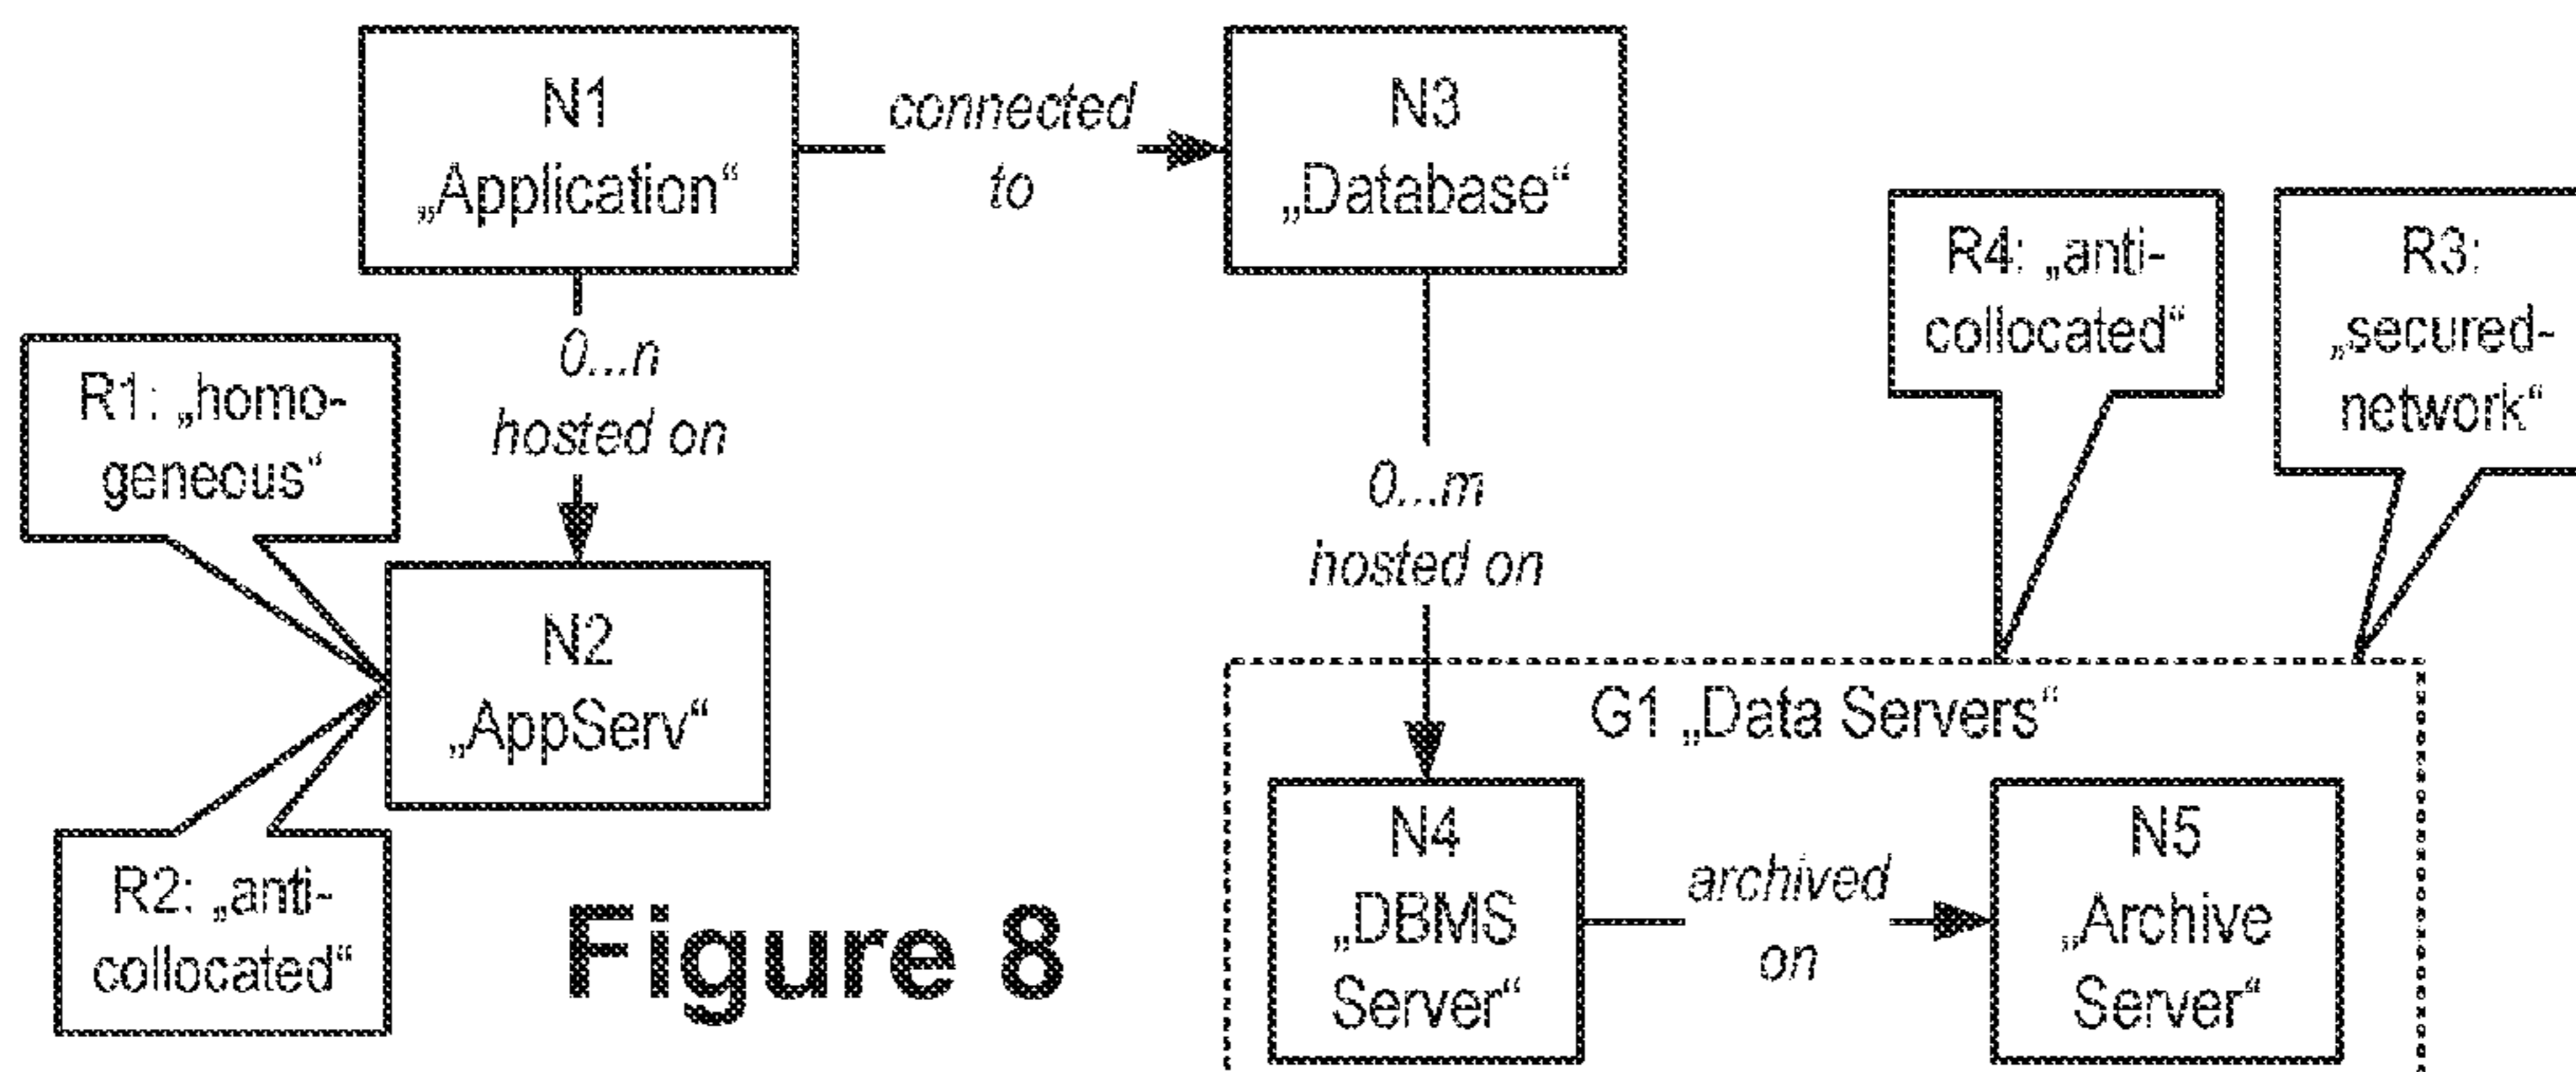 N1
„Application“
connected
to
N3
„Database“
R4: „anti-
collocated“
R3:
„secured-
network“
0...n
hosted on
R1: „homo-
geneous“
0...m
hosted on
N2
„AppServ“
G1 „Data Servers“
R2: „anti-
collocated“
N4
„DBMS
Server“
archived
on
N5
„Archive
Server“
Figure 8